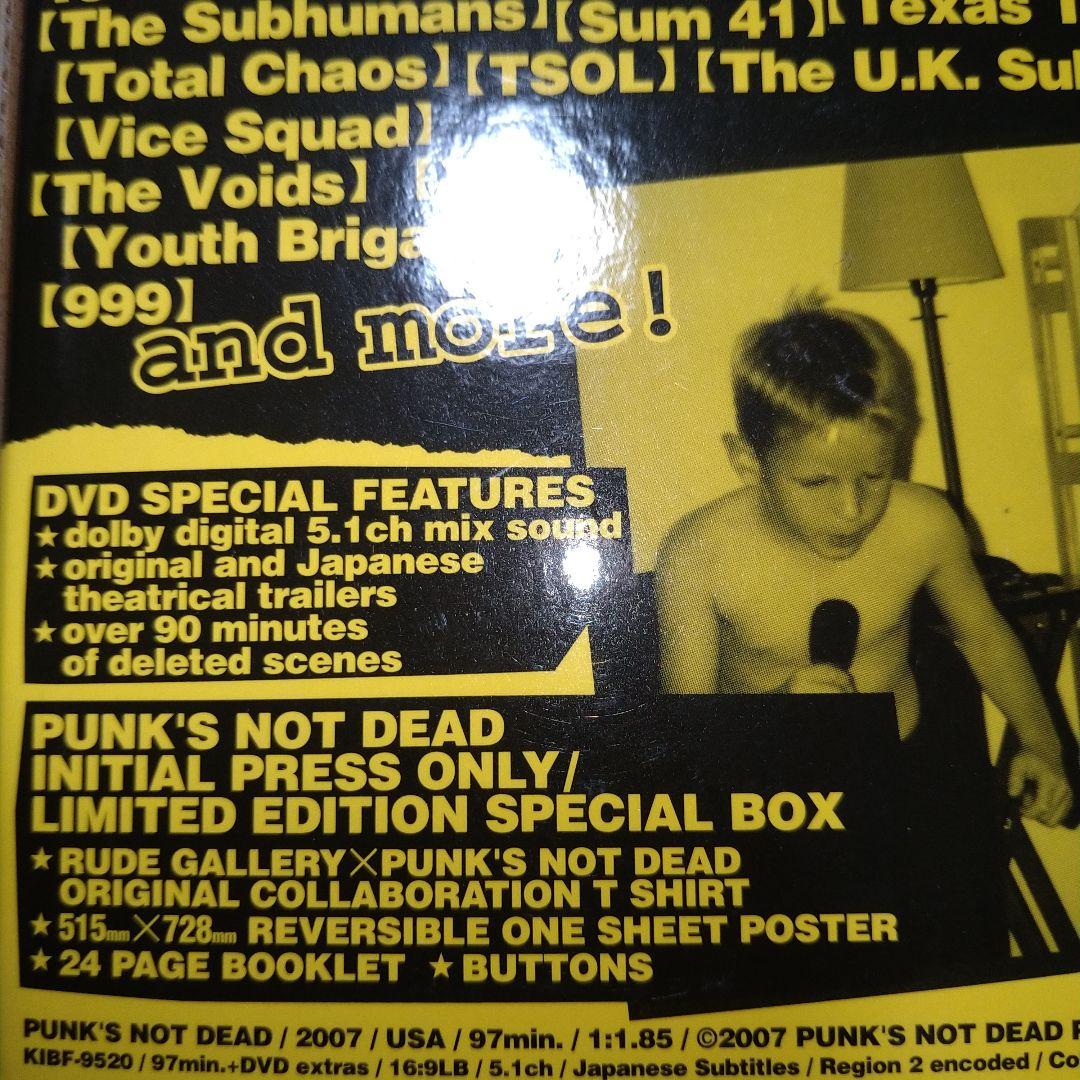 【The Subhumans】【Sum 41】【Texas
【Total Chaos】【TSOL】【The U.K.
【Vice Squad】
【The Voids】
【Youth
【999】
and more!
DVD SPECIAL FEATURES
★dolby digital 5.1ch mix sound
★original and Japanese
theatrical trailers
★over 90 minutes
of deleted scenes
PUNK'S NOT DEAD
INITIAL PRESS ONLY/
LIMITED EDITION SPECIAL BOX
★RUDE GALLERY×PUNK'S NOT DEAD
ORIGINAL COLLABORATION T SHIRT
★515mm×728mm REVERSIBLE ONE SHEET POSTER
★24 PAGE BOOKLET ★BUTTONS
PUNK'S NOT DEAD / 2007 / USA / 97min. / 1:1.85 / ©2007 PUNK'S NOT DEAD
KIBF-9520 / 97min.+DVD extras / 16:9LB / 5.1ch / Japanese Subtitles / Region 2 encoded /